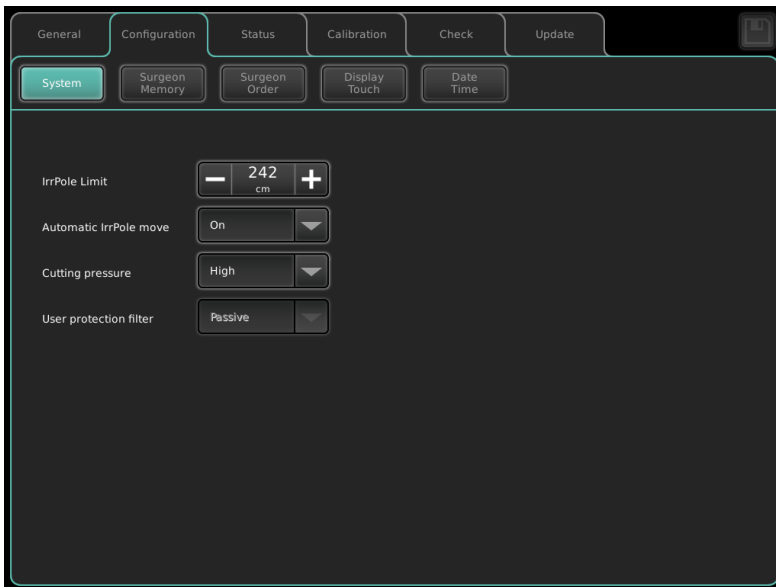 General Configuration Status Calibration Check Update
System Surgeon Memory Surgeon Order Display Touch Date Time
IrrPole Limit 242 cm
Automatic IrrPole move On
Cutting pressure High
User protection filter Passive